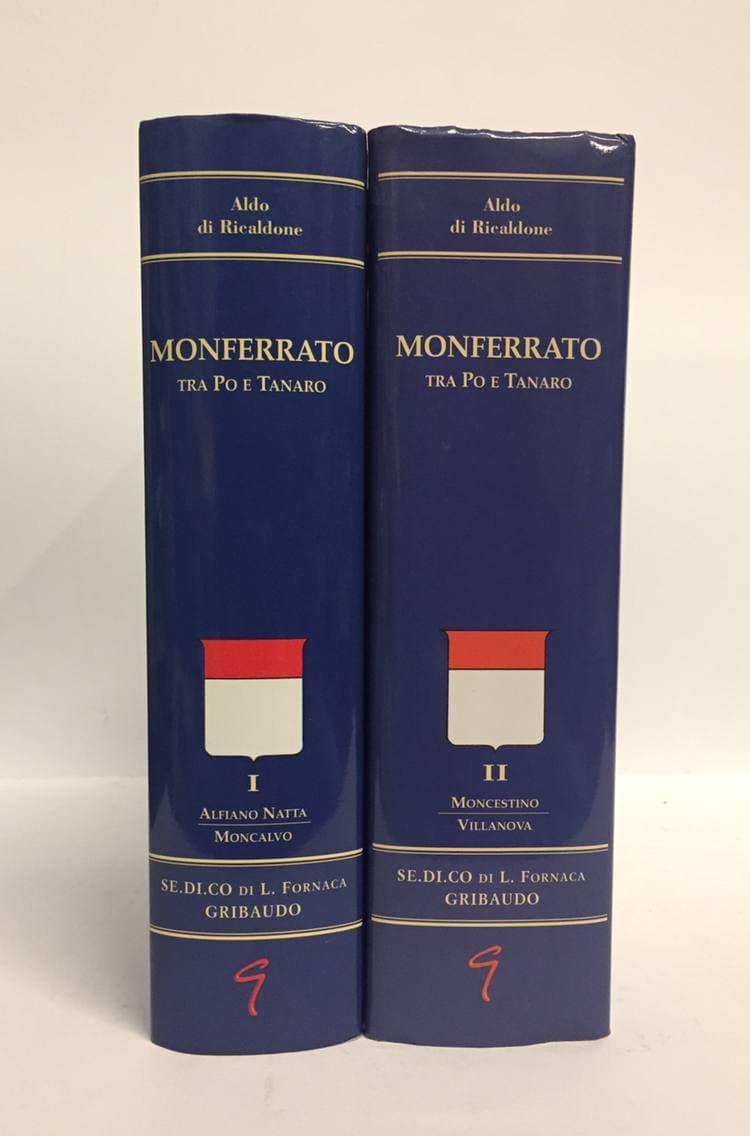 Aldo
di Ricaldone
MONFERRATO
TRA PO E TANARO
I
ALFIANO NATTA
MONCALVO
SE.DI.CO DI L. FORNACA
GRIBAUDO
G
Aldo
di Ricaldone
MONFERRATO
TRA PO E TANARO
II
MONCESTINO
VILLANOVA
SE.DI.CO DI L. FORNACA
GRIBAUDO
G